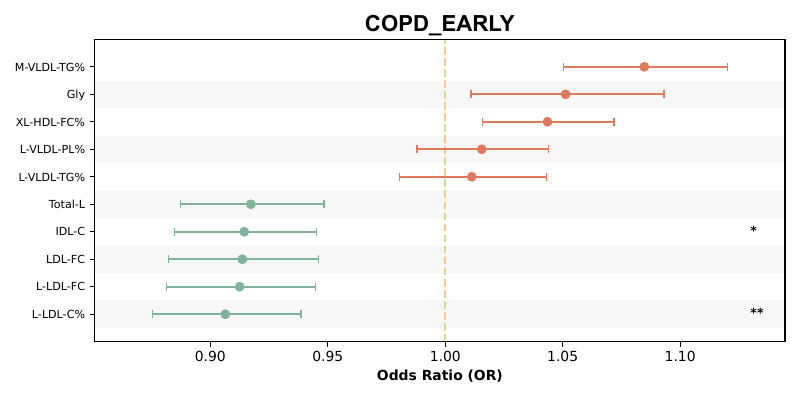 COPD_EARLY
M-VLDL-TG%
Gly
XL-HDL-FC%
L-VLDL-PL%
L-VLDL-TG%
Total-L
IDL-C *
LDL-FC
L-LDL-FC
L-LDL-C% **
0.90 0.95 1.00 1.05 1.10
Odds Ratio (OR)